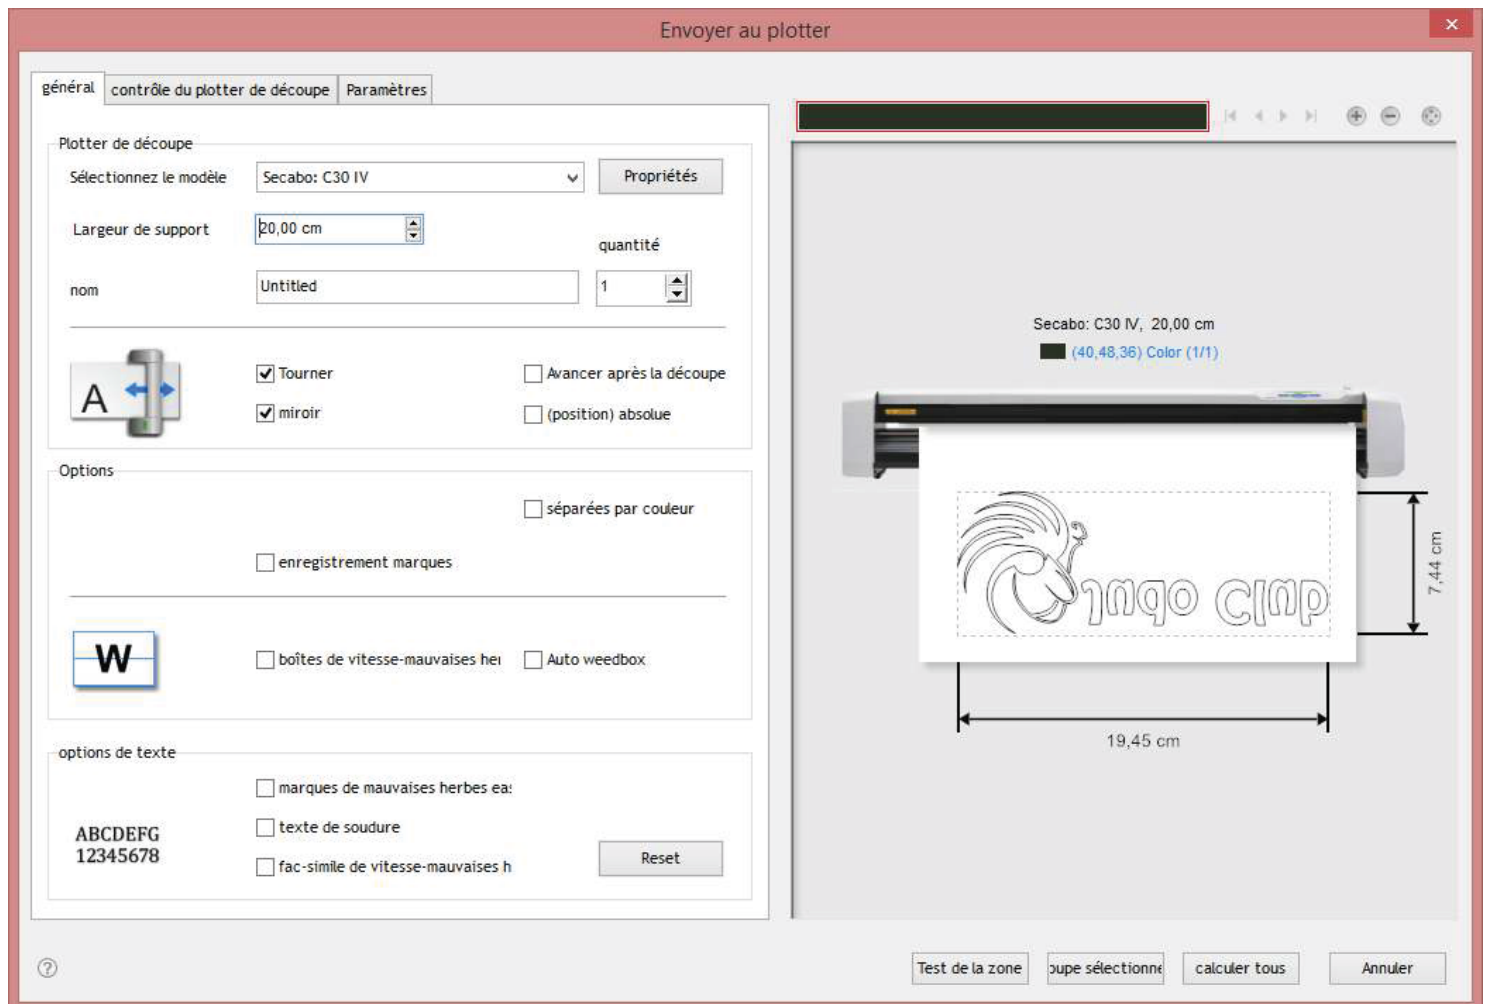 Envoyer au plotter
général
contrôle du plotter de découpe
Paramètres
Plotter de découpe
Sélectionnez le modèle
Secabo: C30 IV
Propriétés
Largeur de support
20,00 cm
quantité
nom
Untitled
1
A
Tourner
Avancer après la découpe
miroir
(position) absolue
Options
séparées par couleur
enregistrement marques
W
boîtes de vitesse-mauvaises her
Auto weedbox
options de texte
marques de mauvaises herbes eas
ABCDEFG
12345678
texte de soudure
fac-simile de vitesse-mauvaises h
Reset
Secabo: C30 IV, 20,00 cm
(40,48,36) Color (1/1)
7,44 cm
19,45 cm
Test de la zone
oupe sélectionne
calculer tous
Annuler